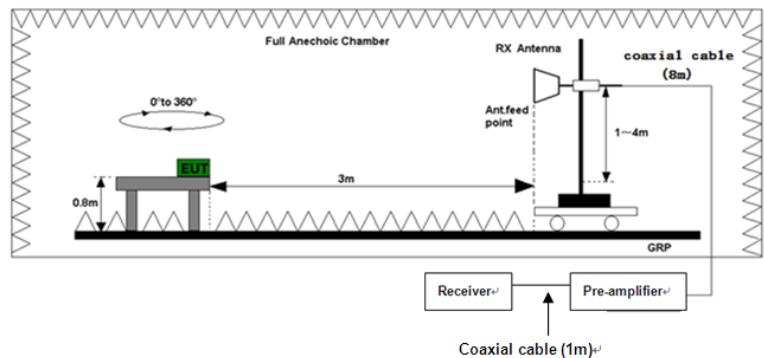 Full Anechoic Chamber
RX Antenna
coaxial cable
(8m)
0°to 360°
Ant.feed
point
1～4m
EUT
3m
0.8m
GRP
Receiver↵
Pre-amplifier↵
Coaxial cable (1m)↵